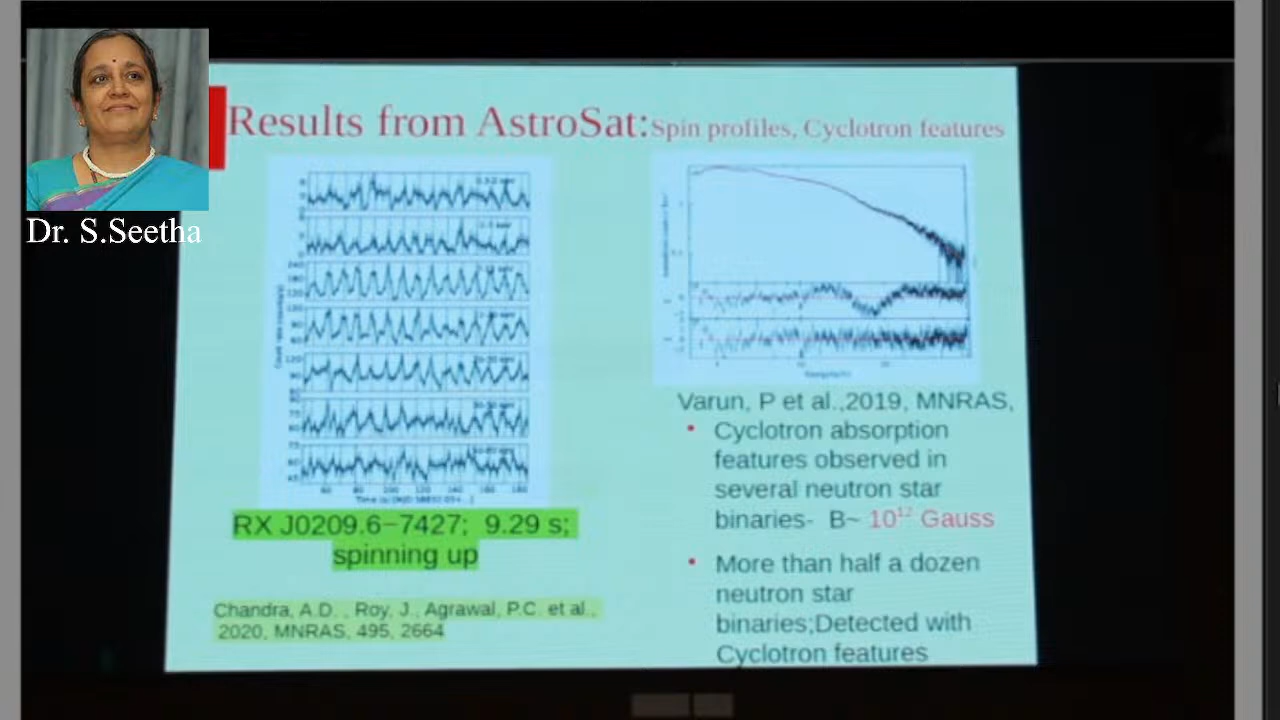 Dr. S.Seetha
Results from AstroSat: Spin profiles, Cyclotron features
RX J0209.6−7427; 9.29 s;
spinning up
Chandra, A.D. , Roy, J., Agrawal, P.C. et al.,
2020, MNRAS, 495, 2664
Varun, P et al.,2019, MNRAS,
• Cyclotron absorption
features observed in
several neutron star
binaries- B~ 10¹² Gauss
• More than half a dozen
neutron star
binaries;Detected with
Cyclotron features